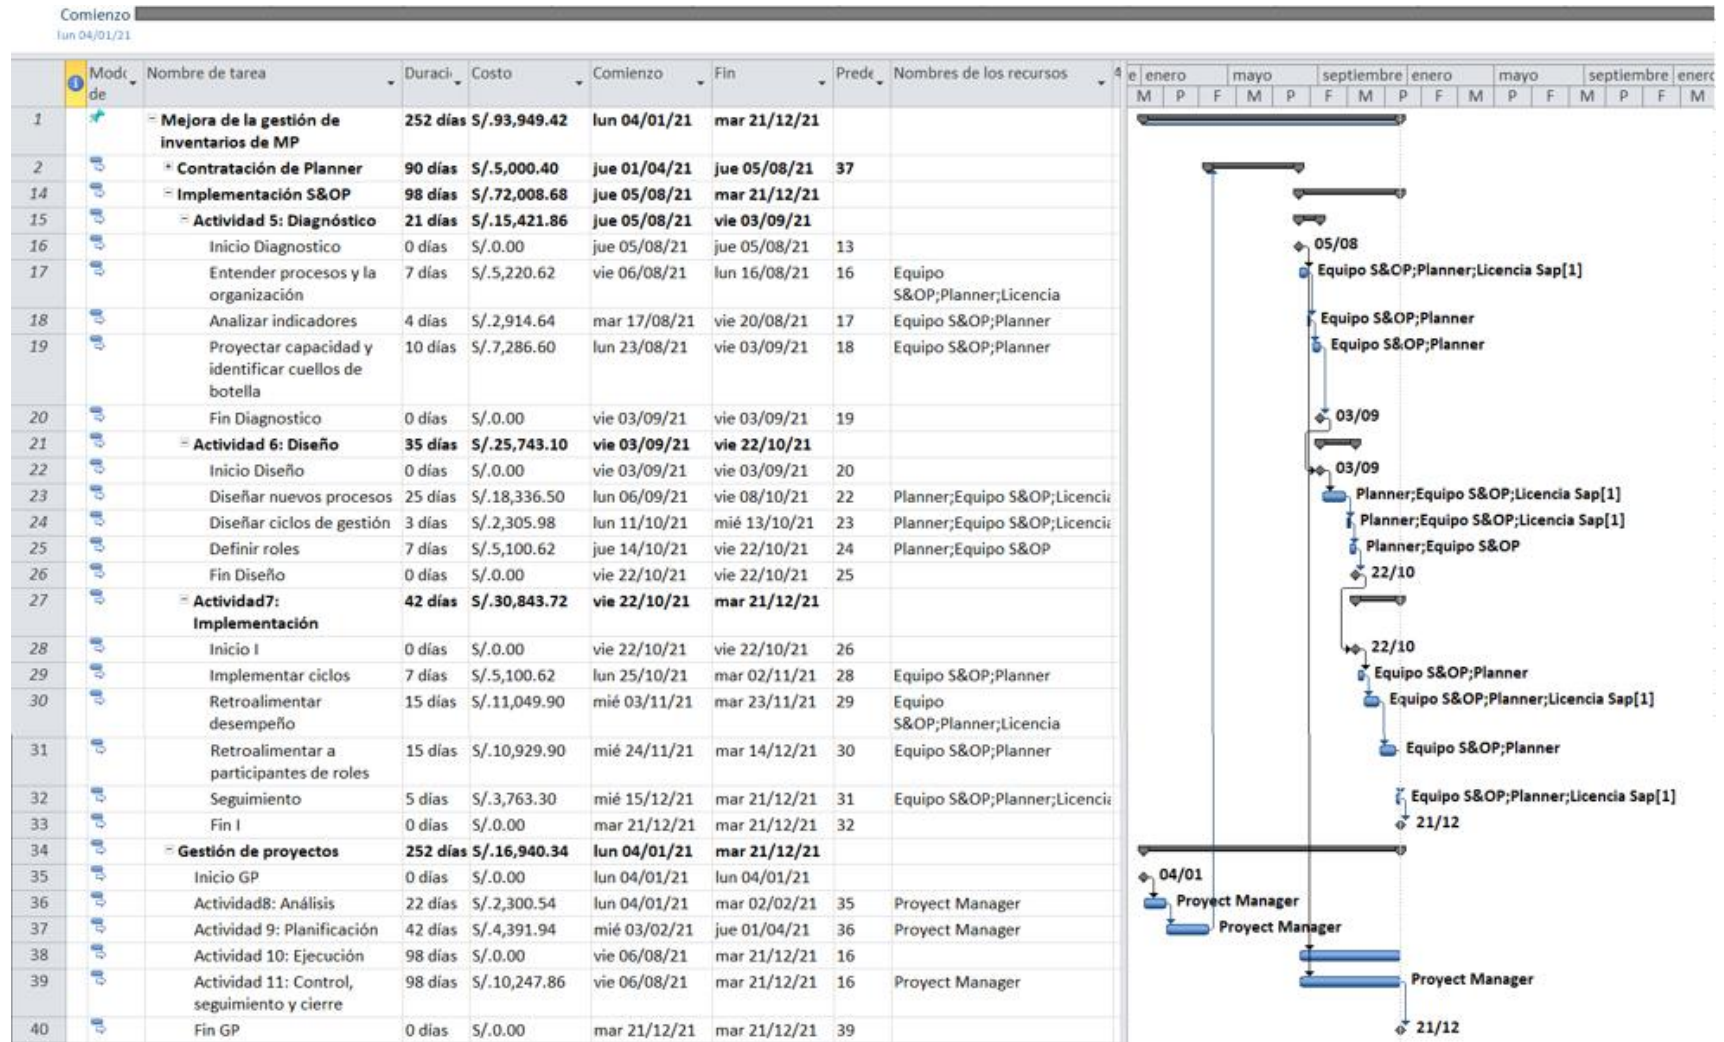 Comienzo
lun 04/01/21
Modo Nombre de tarea Duraci Costo Comienzo Fin Prede Nombres de los recursos e enero mayo septiembre enero mayo septiembre enero
de M P F M P F M P F M P F M P F M
1 Mejora de la gestión de 252 días S/.93,949.42 lun 04/01/21 mar 21/12/21
inventarios de MP
2 Contratación de Planner 90 días S/.5,000.40 jue 01/04/21 jue 05/08/21 37
14 Implementación S&OP 98 días S/.72,008.68 jue 05/08/21 mar 21/12/21
15 Actividad 5: Diagnóstico 21 días S/.15,421.86 jue 05/08/21 vie 03/09/21
16 Inicio Diagnostico 0 días S/.0.00 jue 05/08/21 jue 05/08/21 13 05/08
17 Entender procesos y la 7 días S/.5,220.62 vie 06/08/21 lun 16/08/21 16 Equipo Equipo S&OP;Planner;Licencia Sap[1]
organización S&OP;Planner;Licencia
18 Analizar indicadores 4 días S/.2,914.64 mar 17/08/21 vie 20/08/21 17 Equipo S&OP;Planner Equipo S&OP;Planner
19 Proyectar capacidad y 10 días S/.7,286.60 lun 23/08/21 vie 03/09/21 18 Equipo S&OP;Planner Equipo S&OP;Planner
identificar cuellos de
botella
20 Fin Diagnostico 0 días S/.0.00 vie 03/09/21 vie 03/09/21 19 03/09
21 Actividad 6: Diseño 35 días S/.25,743.10 vie 03/09/21 vie 22/10/21
22 Inicio Diseño 0 días S/.0.00 vie 03/09/21 vie 03/09/21 20 03/09
23 Diseñar nuevos procesos 25 días S/.18,336.50 lun 06/09/21 vie 08/10/21 22 Planner;Equipo S&OP;Licencia Planner;Equipo S&OP;Licencia Sap[1]
24 Diseñar ciclos de gestión 3 días S/.2,305.98 lun 11/10/21 mié 13/10/21 23 Planner;Equipo S&OP;Licencia Planner;Equipo S&OP;Licencia Sap[1]
25 Definir roles 7 días S/.5,100.62 jue 14/10/21 vie 22/10/21 24 Planner;Equipo S&OP Planner;Equipo S&OP
26 Fin Diseño 0 días S/.0.00 vie 22/10/21 vie 22/10/21 25 22/10
27 Actividad7: 42 días S/.30,843.72 vie 22/10/21 mar 21/12/21
Implementación
28 Inicio I 0 días S/.0.00 vie 22/10/21 vie 22/10/21 26 22/10
29 Implementar ciclos 7 días S/.5,100.62 lun 25/10/21 mar 02/11/21 28 Equipo S&OP;Planner Equipo S&OP;Planner
30 Retroalimentar 15 días S/.11,049.90 mié 03/11/21 mar 23/11/21 29 Equipo Equipo S&OP;Planner;Licencia Sap[1]
desempeño S&OP;Planner;Licencia
31 Retroalimentar a 15 días S/.10,929.90 mié 24/11/21 mar 14/12/21 30 Equipo S&OP;Planner Equipo S&OP;Planner
participantes de roles
32 Seguimiento 5 días S/.3,763.30 mié 15/12/21 mar 21/12/21 31 Equipo S&OP;Planner;Licencia Equipo S&OP;Planner;Licencia Sap[1]
33 Fin I 0 días S/.0.00 mar 21/12/21 mar 21/12/21 32 21/12
34 Gestión de proyectos 252 días S/.16,940.34 lun 04/01/21 mar 21/12/21
35 Inicio GP 0 días S/.0.00 lun 04/01/21 lun 04/01/21 04/01
36 Actividad8: Análisis 22 días S/.2,300.54 lun 04/01/21 mar 02/02/21 35 Proyect Manager Proyect Manager
37 Actividad 9: Planificación 42 días S/.4,391.94 mié 03/02/21 jue 01/04/21 36 Proyect Manager Proyect Manager
38 Actividad 10: Ejecución 98 días S/.0.00 vie 06/08/21 mar 21/12/21 16
39 Actividad 11: Control, 98 días S/.10,247.86 vie 06/08/21 mar 21/12/21 16 Proyect Manager Proyect Manager
seguimiento y cierre
40 Fin GP 0 días S/.0.00 mar 21/12/21 mar 21/12/21 39 21/12